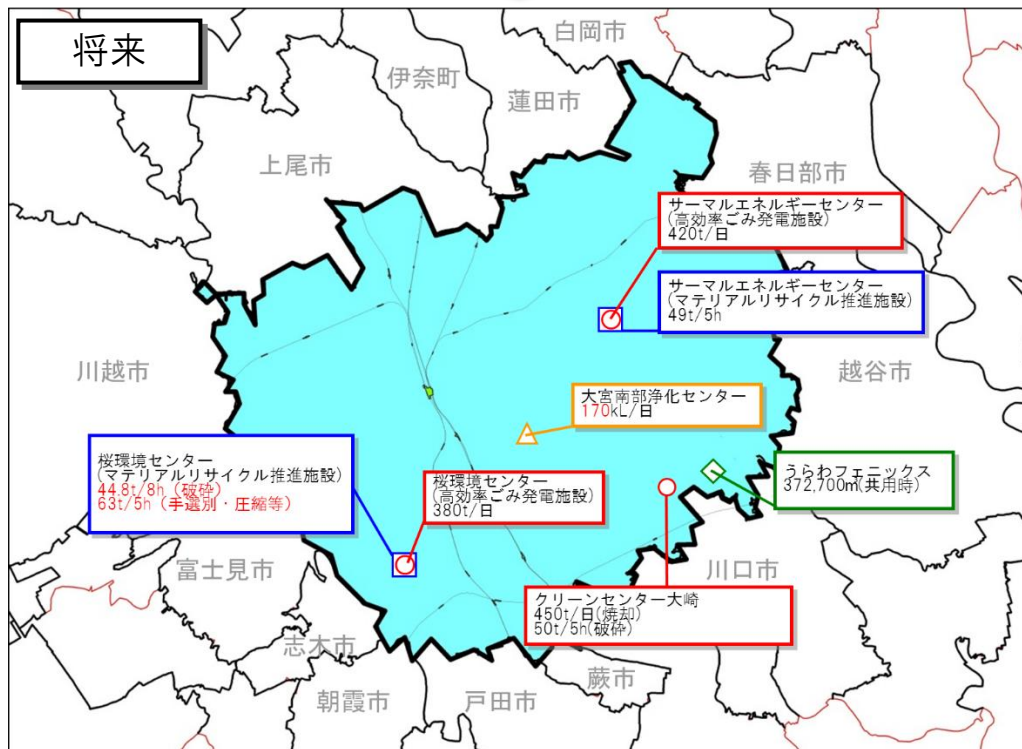 将来
白岡市
伊奈町
蓮田市
上尾市
春日部市
サーマルエネルギーセンター
(高効率ごみ発電施設)
420t/日
サーマルエネルギーセンター
(マテリアルリサイクル推進施設)
49t/5h
川越市
越谷市
大宮南部浄化センター
170kL/日
桜環境センター
(マテリアルリサイクル推進施設)
44.8t/8h (破砕)
63t/5h (手選別・圧縮等)
桜環境センター
(高効率ごみ発電施設)
380t/日
うらわフェニックス
372,700㎥(共用時)
富士見市
川口市
クリーンセンター大崎
450t/日(焼却)
50t/5h(破砕)
志木市
朝霞市
戸田市
蕨市